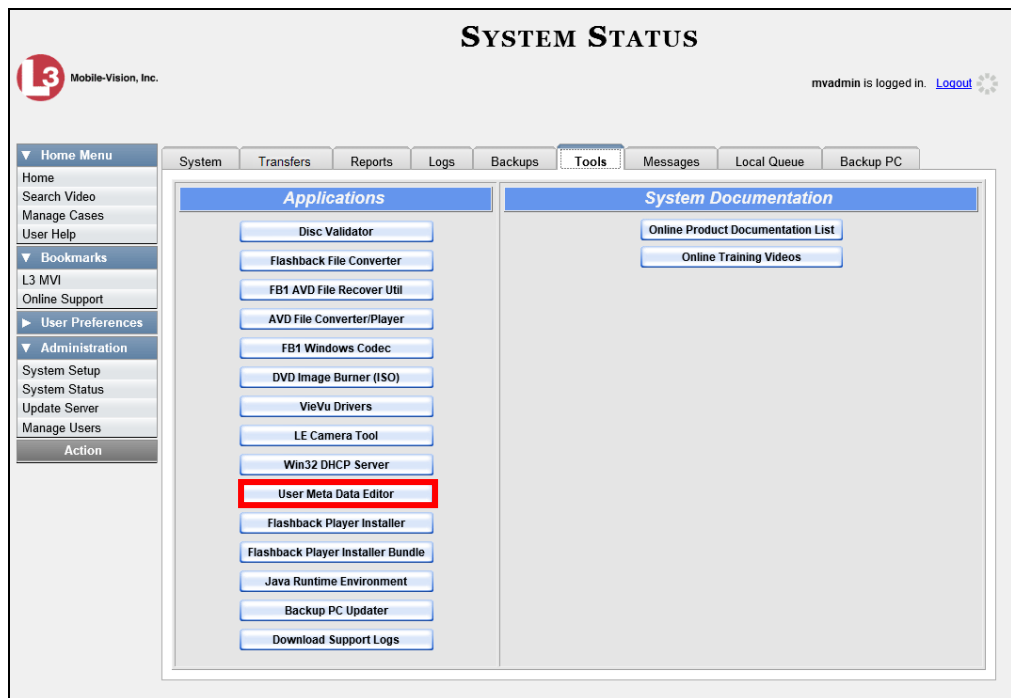 SYSTEM STATUS
L3 Mobile-Vision, Inc.
mvadmin is logged in. Logout
▼ Home Menu
Home
Search Video
Manage Cases
User Help
▼ Bookmarks
L3 MVI
Online Support
► User Preferences
▼ Administration
System Setup
System Status
Update Server
Manage Users
Action
System Transfers Reports Logs Backups Tools Messages Local Queue Backup PC
Applications
Disc Validator
Flashback File Converter
FB1 AVD File Recover Util
AVD File Converter/Player
FB1 Windows Codec
DVD Image Burner (ISO)
VieVu Drivers
LE Camera Tool
Win32 DHCP Server
User Meta Data Editor
Flashback Player Installer
Flashback Player Installer Bundle
Java Runtime Environment
Backup PC Updater
Download Support Logs
System Documentation
Online Product Documentation List
Online Training Videos